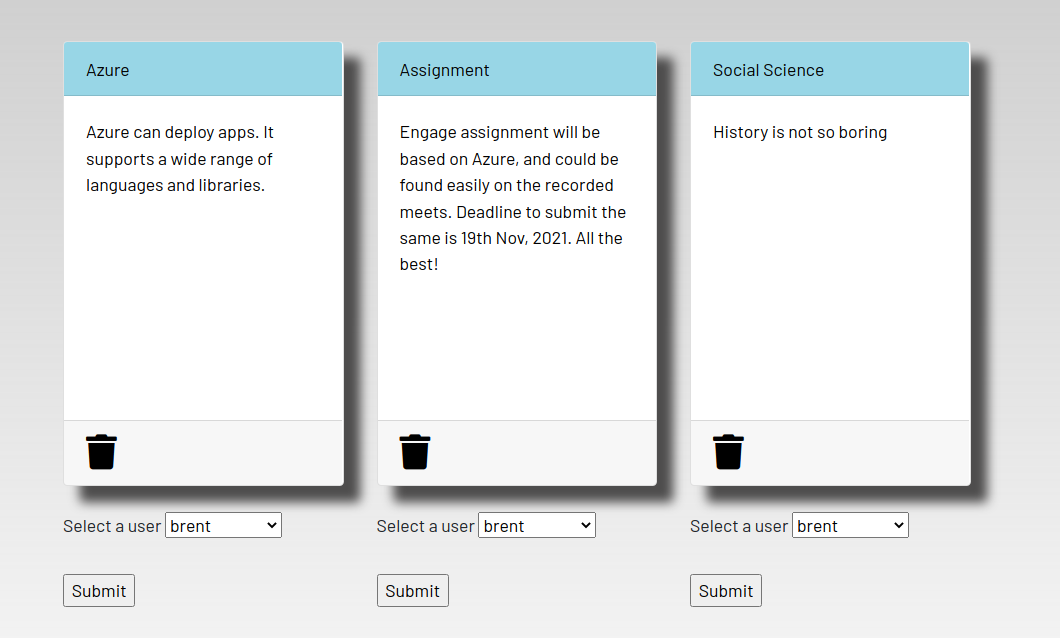 Azure
Azure can deploy apps. It
supports a wide range of
languages and libraries.
Select a user brent
Submit
Assignment
Engage assignment will be
based on Azure, and could be
found easily on the recorded
meets. Deadline to submit the
same is 19th Nov, 2021. All the
best!
Select a user brent
Submit
Social Science
History is not so boring
Select a user brent
Submit